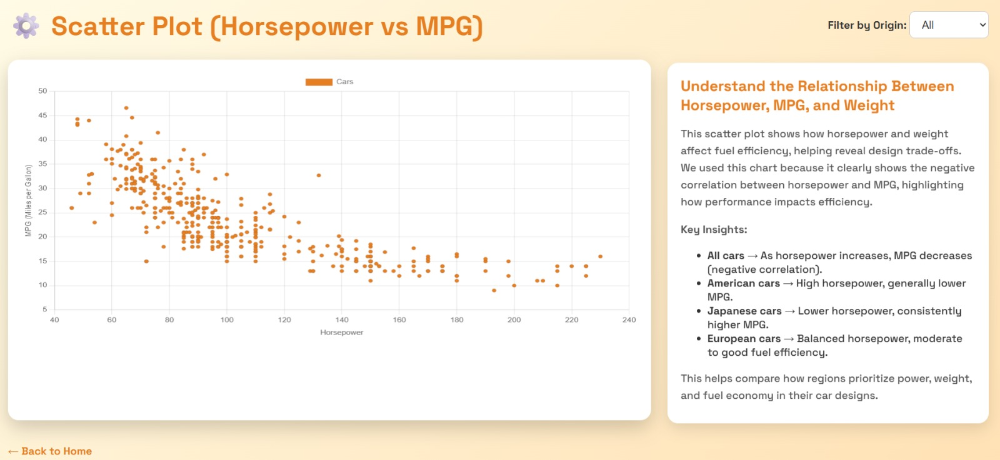 Scatter Plot (Horsepower vs MPG)
Filter by Origin: All
Cars
50
45
40
35
30
25
20
15
10
5
MPG (Miles per Gallon)
40 60 80 100 120 140 160 180 200 220 240
Horsepower
Understand the Relationship Between
Horsepower, MPG, and Weight
This scatter plot shows how horsepower and weight
affect fuel efficiency, helping reveal design trade-offs.
We used this chart because it clearly shows the negative
correlation between horsepower and MPG, highlighting
how performance impacts efficiency.
Key Insights:
• All cars → As horsepower increases, MPG decreases
(negative correlation).
• American cars → High horsepower, generally lower
MPG.
• Japanese cars → Lower horsepower, consistently
higher MPG.
• European cars → Balanced horsepower, moderate
to good fuel efficiency.
This helps compare how regions prioritize power, weight,
and fuel economy in their car designs.
← Back to Home